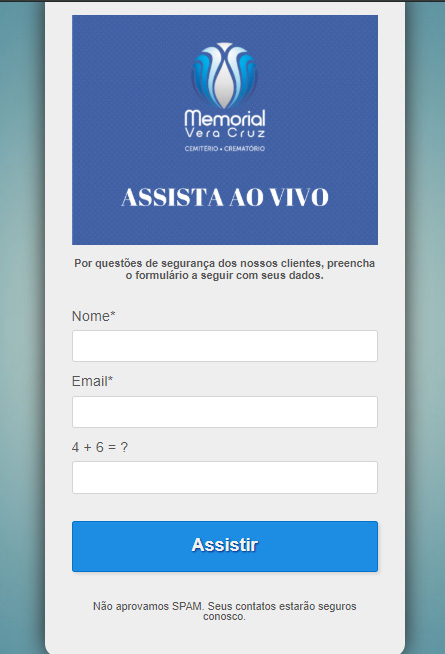 Memorial
Vera Cruz
CEMITÉRIO + CREMATÓRIO
ASSISTA AO VIVO
Por questões de segurança dos nossos clientes, preencha
o formulário a seguir com seus dados.
Nome*
Email*
4 + 6 = ?
Assistir
Não aprovamos SPAM. Seus contatos estarão seguros
conosco.